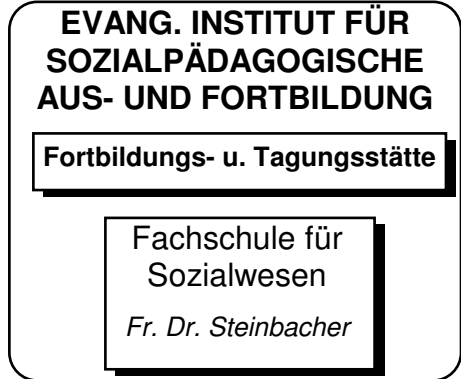 EVANG. INSTITUT FÜR
SOZIALPÄDAGOGISCHE
AUS- UND FORTBILDUNG
Fortbildungs- u. Tagungsstätte
Fachschule für
Sozialwesen
Fr. Dr. Steinbacher